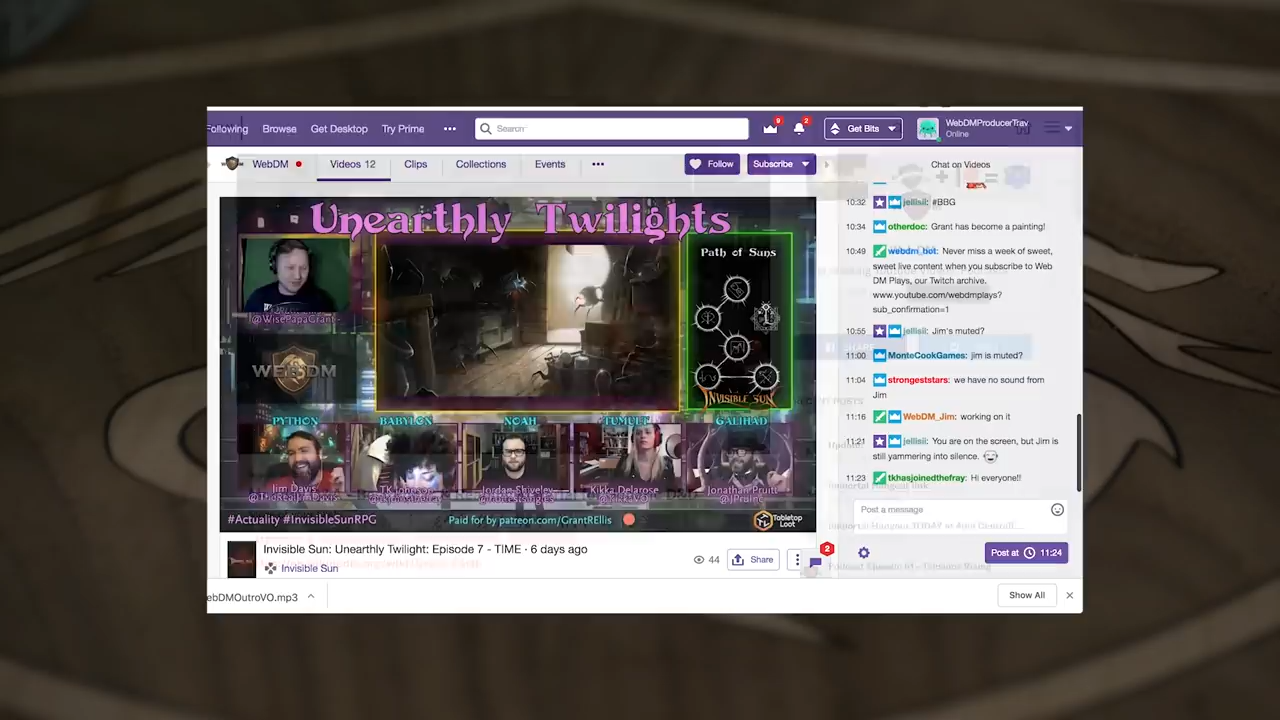 Following Browse Get Desktop Try Prime ••• Search Get Bits WebDMProducerTrav
Online
9 2
WebDM Videos 12 Clips Collections Events ••• Follow Subscribe Chat on Videos
Unearthly Twilights
@WisePapaGrant
WEBDM
Path of Suns
INVISIBLE SUN
PYTHON BABYLON NOAH TUMULT GALIHAD
Jim Davis
@TheRealJimDavis
Jordan Shiveley
Kikka Delarose
Jonathan Pruitt
#Actuality #InvisibleSunRPG Paid for by patreon.com/GrantREllis Tabletop
Loot
Invisible Sun: Unearthly Twilight: Episode 7 - TIME · 6 days ago
Invisible Sun
44 Share
2
10:32 jellisii: #BBG
10:34 otherdoc: Grant has become a painting!
10:49 webdm_bot: Never miss a week of sweet,
sweet live content when you subscribe to Web
DM Plays, our Twitch archive.
www.youtube.com/webdmplays?
sub_confirmation=1
10:55 jellisii: Jim's muted?
11:00 MonteCookGames: jim is muted?
11:04 strongeststars: we have no sound from
Jim
11:16 WebDM_Jim: working on it
11:21 jellisii: You are on the screen, but Jim is
still yammering into silence.
11:23 tkhasjoinedthefray: Hi everyone!!
Post a message
Post at 11:24
ebDMOutroVO.mp3 Show All